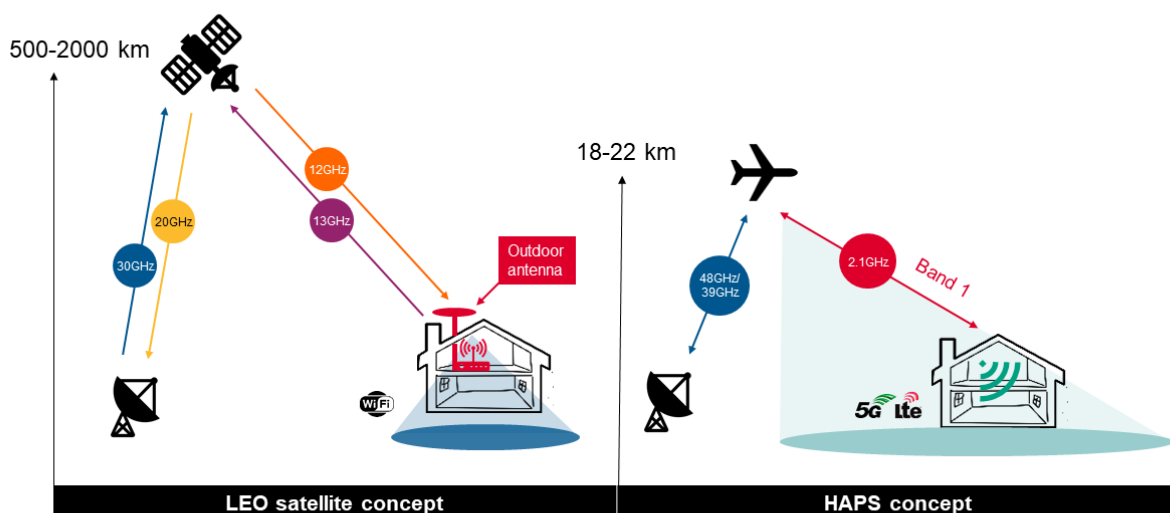 500-2000 km
30GHz
20GHz
12GHz
13GHz
Outdoor
antenna
WiFi
LEO satellite concept
18-22 km
48GHz/
39GHz
2.1GHz
Band 1
5G Lte
HAPS concept